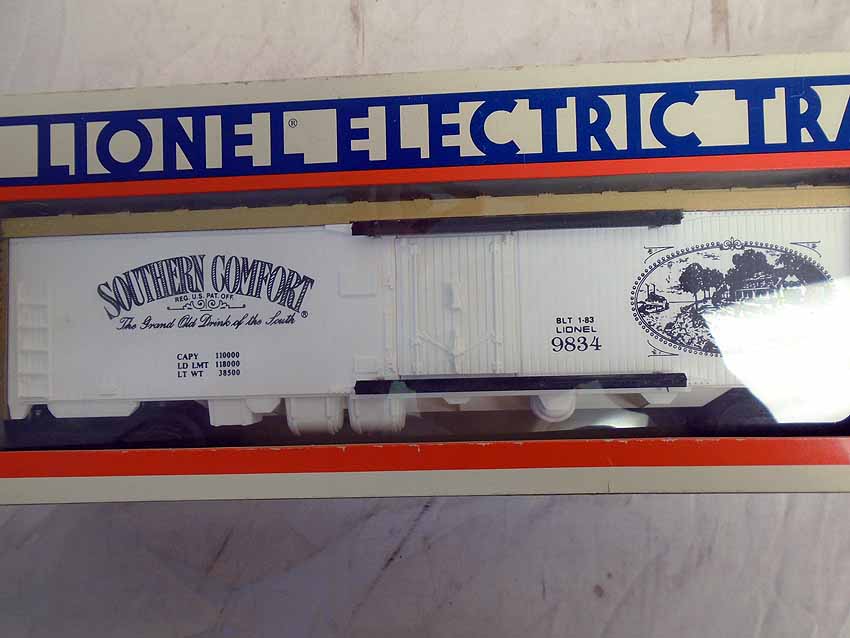 LIONEL® ELECTRIC TRA
SOUTHERN COMFORT®
REG. U.S. PAT. OFF.
The Grand Old Drink of the South
CAPY 110000
LD LMT 118000
LT WT 38500
BLT 1-83
LIONEL
9834